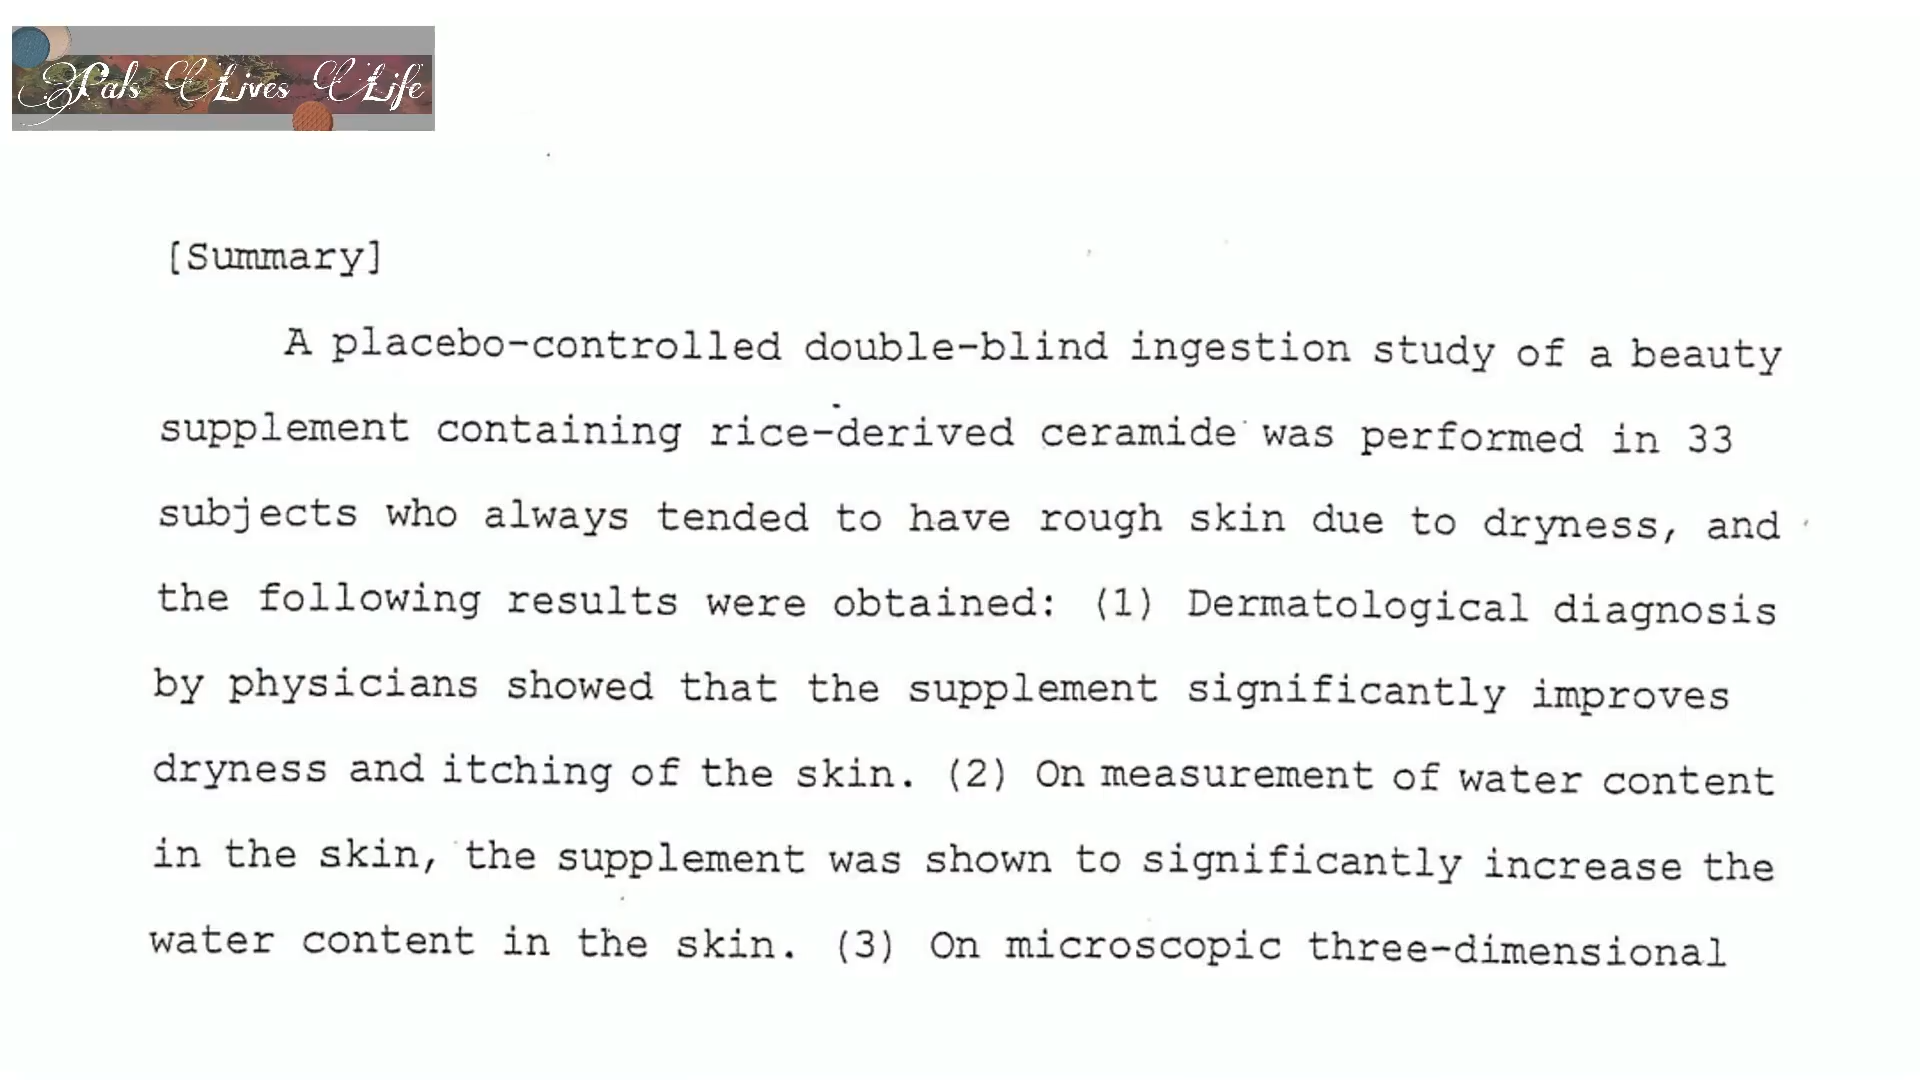 Pals Lives Life
[Summary]
A placebo-controlled double-blind ingestion study of a beauty
supplement containing rice-derived ceramide was performed in 33
subjects who always tended to have rough skin due to dryness, and
the following results were obtained: (1) Dermatological diagnosis
by physicians showed that the supplement significantly improves
dryness and itching of the skin. (2) On measurement of water content
in the skin, the supplement was shown to significantly increase the
water content in the skin. (3) On microscopic three-dimensional